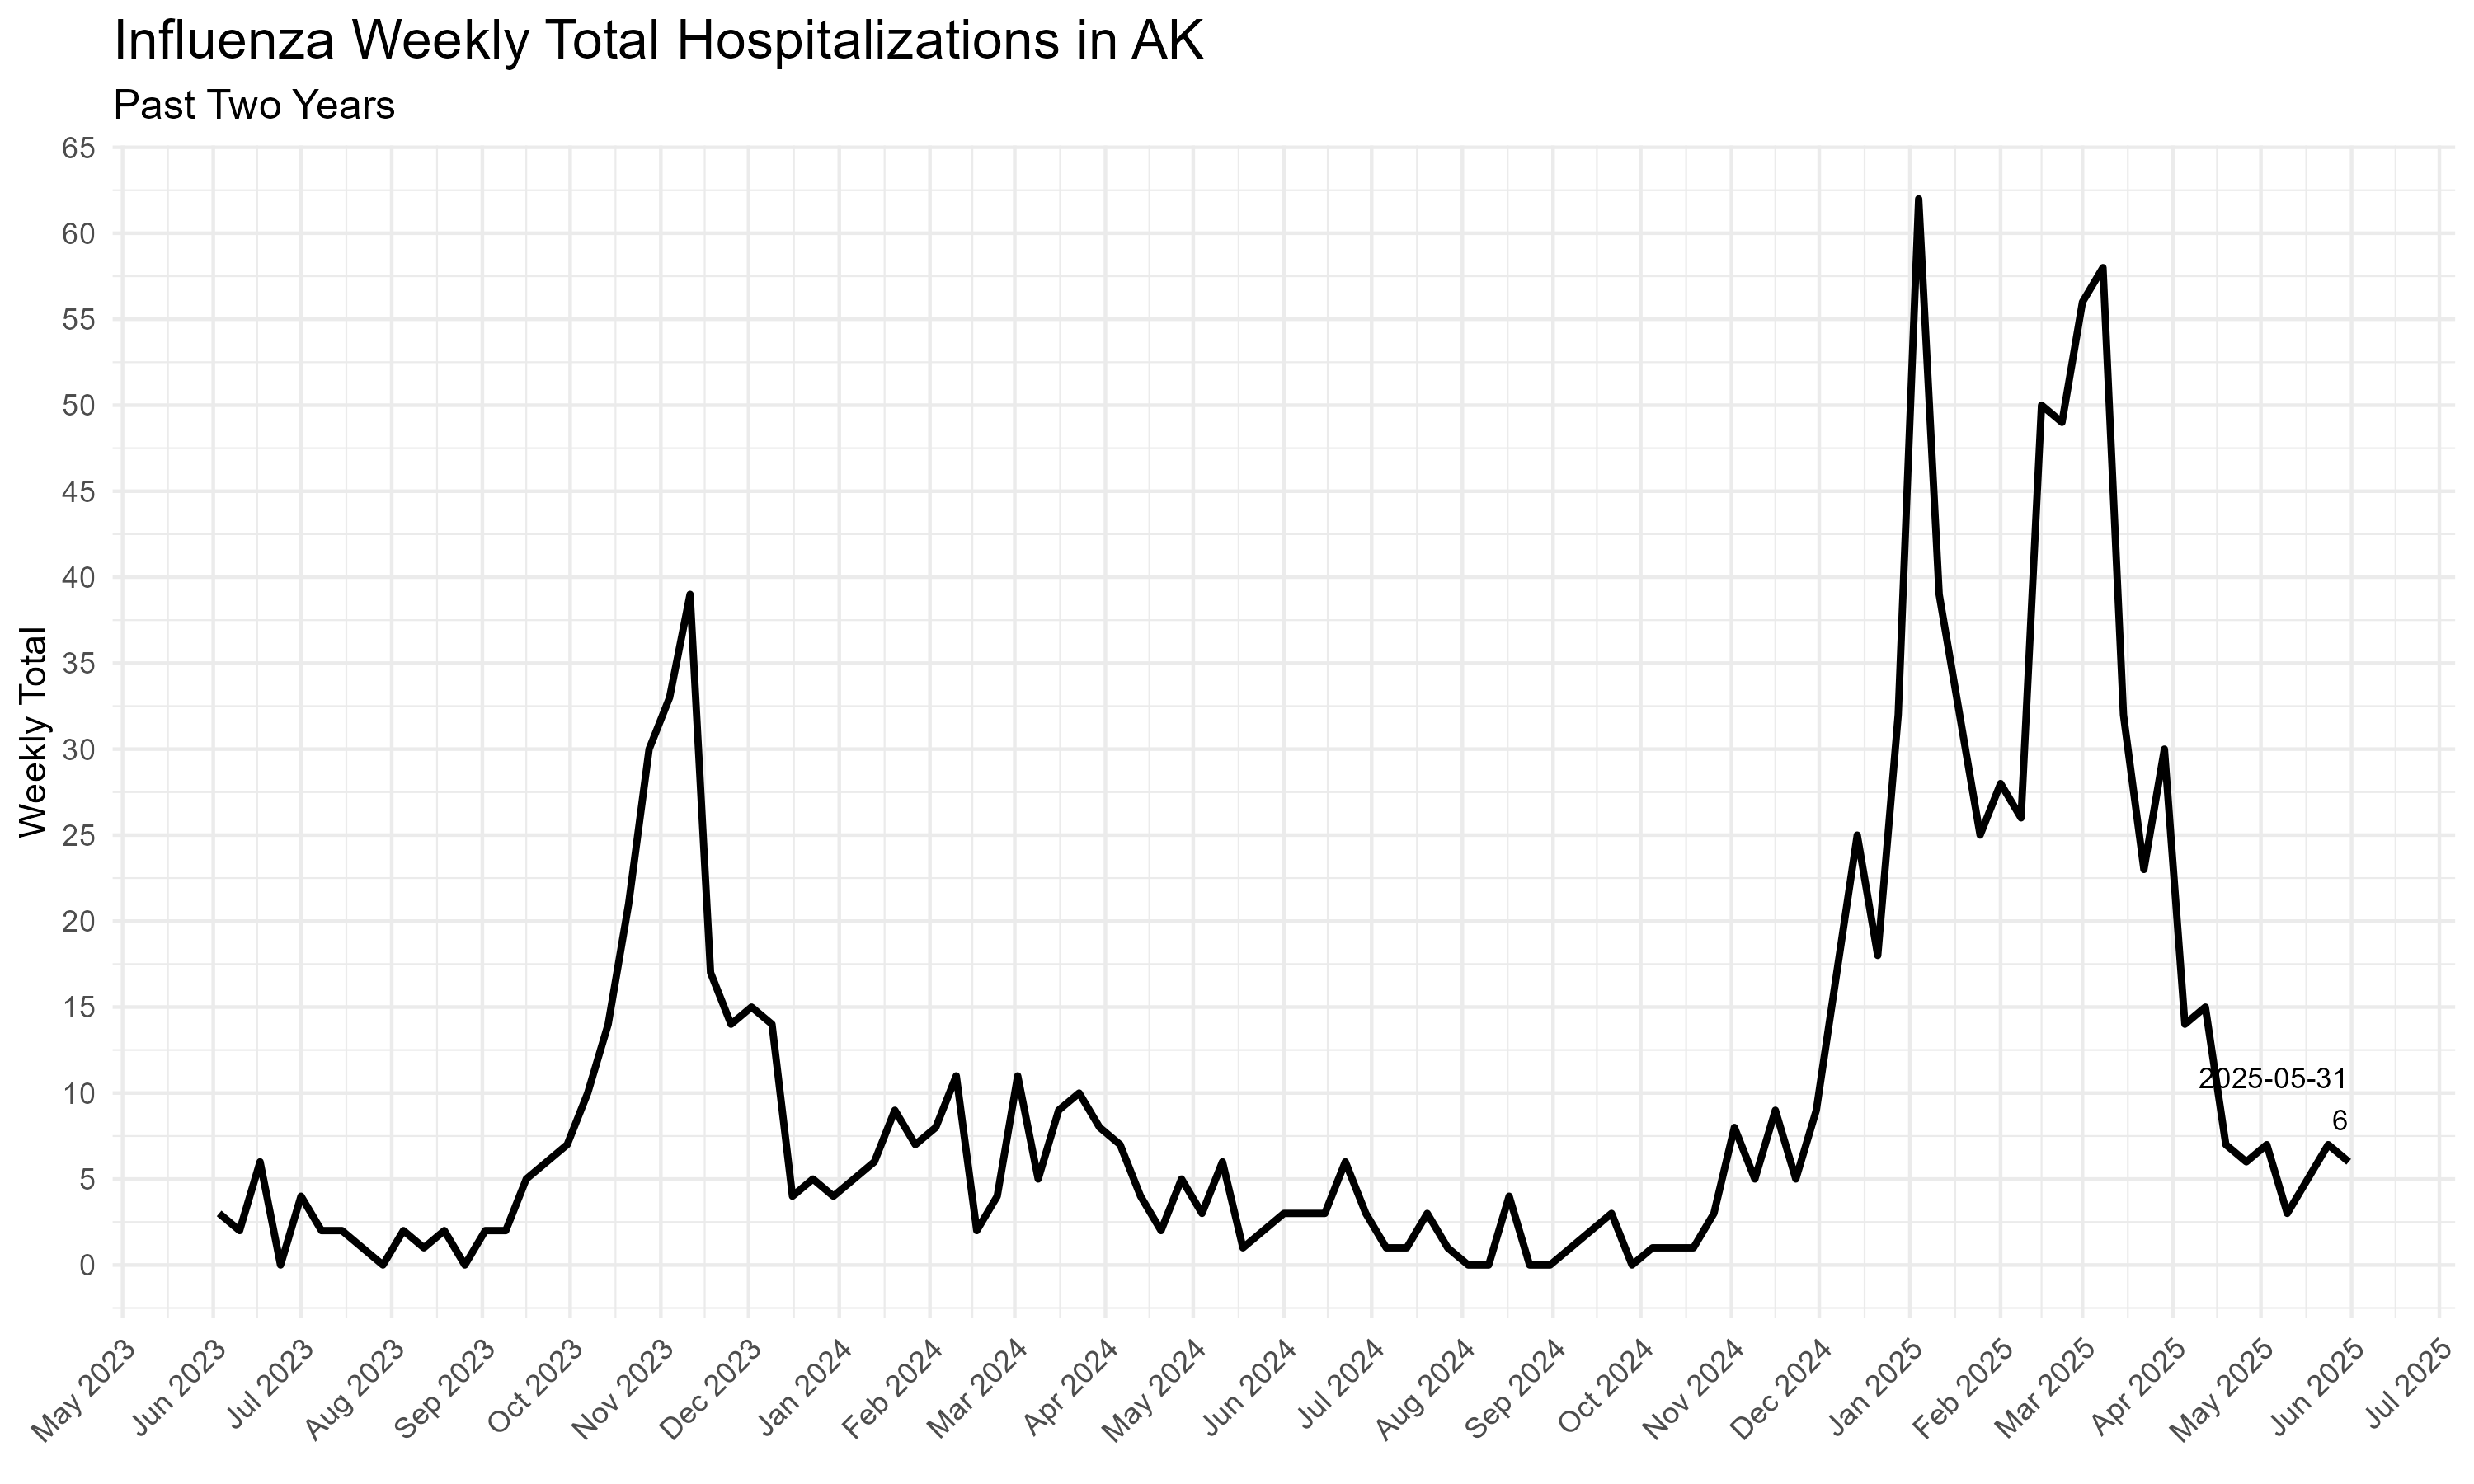 Influenza Weekly Total Hospitalizations in AK
Past Two Years
Weekly Total
65
60
55
50
45
40
35
30
25
20
15
10
5
0
2025-05-31
6
May 2023
Jun 2023
Jul 2023
Aug 2023
Sep 2023
Oct 2023
Nov 2023
Dec 2023
Jan 2024
Feb 2024
Mar 2024
Apr 2024
May 2024
Jun 2024
Jul 2024
Aug 2024
Sep 2024
Oct 2024
Nov 2024
Dec 2024
Jan 2025
Feb 2025
Mar 2025
Apr 2025
May 2025
Jun 2025
Jul 2025